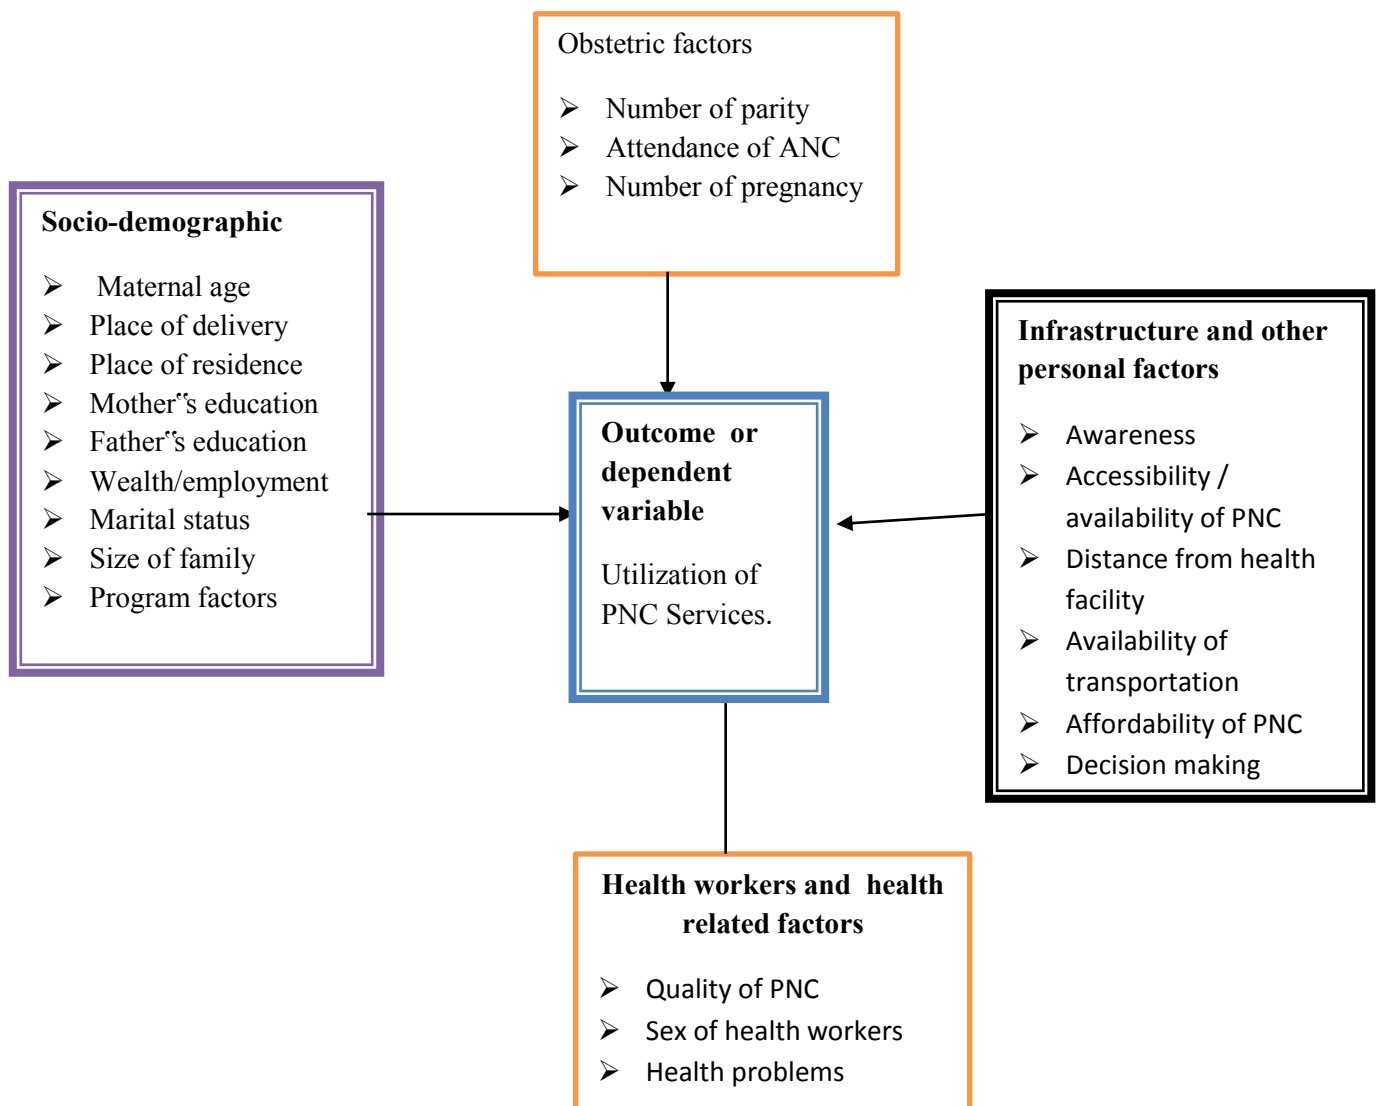 Obstetric factors
➢ Number of parity
➢ Attendance of ANC
➢ Number of pregnancy
Socio-demographic
➢ Maternal age
➢ Place of delivery
➢ Place of residence
➢ Mother‟s education
➢ Father‟s education
➢ Wealth/employment
➢ Marital status
➢ Size of family
➢ Program factors
Outcome or
dependent
variable
Utilization of
PNC Services.
Infrastructure and other
personal factors
➢ Awareness
➢ Accessibility /
availability of PNC
➢ Distance from health
facility
➢ Availability of
transportation
➢ Affordability of PNC
➢ Decision making
Health workers and health
related factors
➢ Quality of PNC
➢ Sex of health workers
➢ Health problems